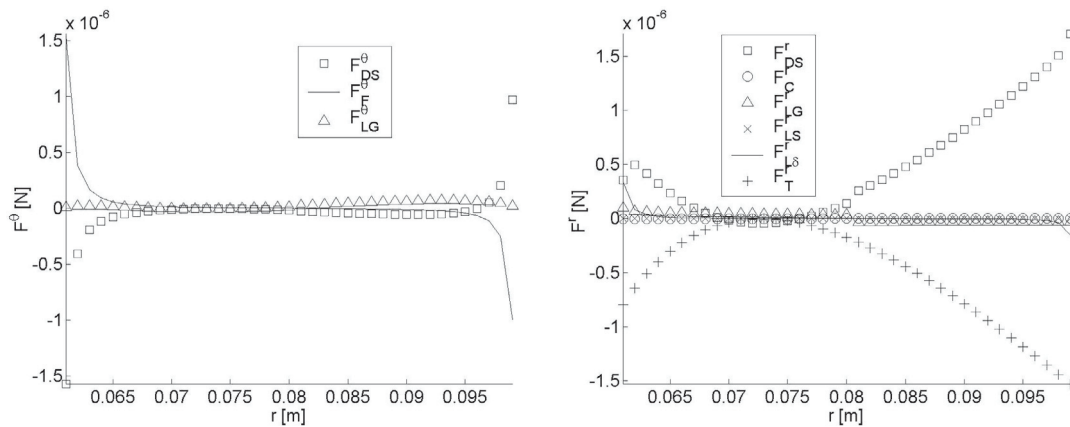 x 10^-6
1.5
1
0.5
0
-0.5
-1
-1.5
F^θ [N]
0.065 0.07 0.075 0.08 0.085 0.09 0.095
r [m]
F^θ_DS
F^θ_F
F^θ_LG
x 10^-6
1.5
1
0.5
0
-0.5
-1
-1.5
F^r [N]
0.065 0.07 0.075 0.08 0.085 0.09 0.095
r [m]
F^r_DS
F^r_C
F^r_LG
F^r_LS
F^r_Lδ
F^r_T